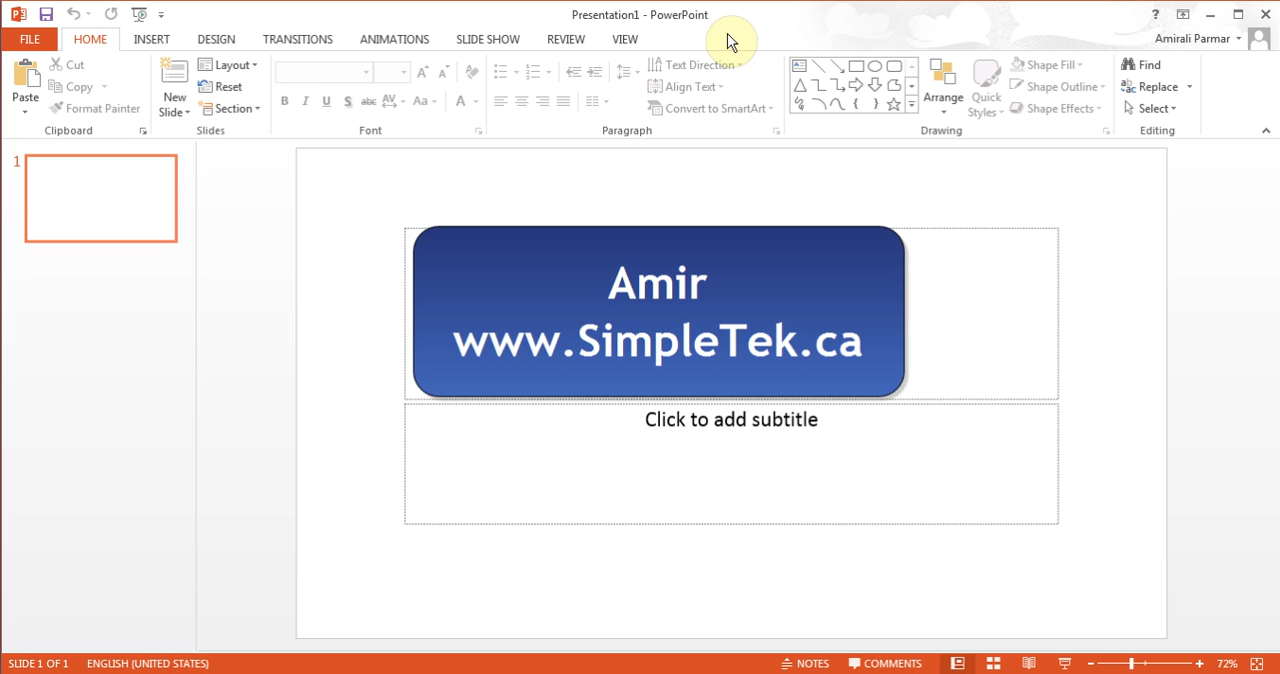 Presentation1 - PowerPoint
?
FILE HOME INSERT DESIGN TRANSITIONS ANIMATIONS SLIDE SHOW REVIEW VIEW
Amirali Parmar
Paste
Cut
Copy
Format Painter
Clipboard
New
Slide
Layout
Reset
Section
Slides
B I U S abc AV Aa A
Font
Text Direction
Align Text
Convert to SmartArt
Paragraph
Arrange
Quick
Styles
Shape Fill
Shape Outline
Shape Effects
Drawing
Find
Replace
Select
Editing
1
Amir
www.SimpleTek.ca
Click to add subtitle
SLIDE 1 OF 1 ENGLISH (UNITED STATES) NOTES COMMENTS 72%